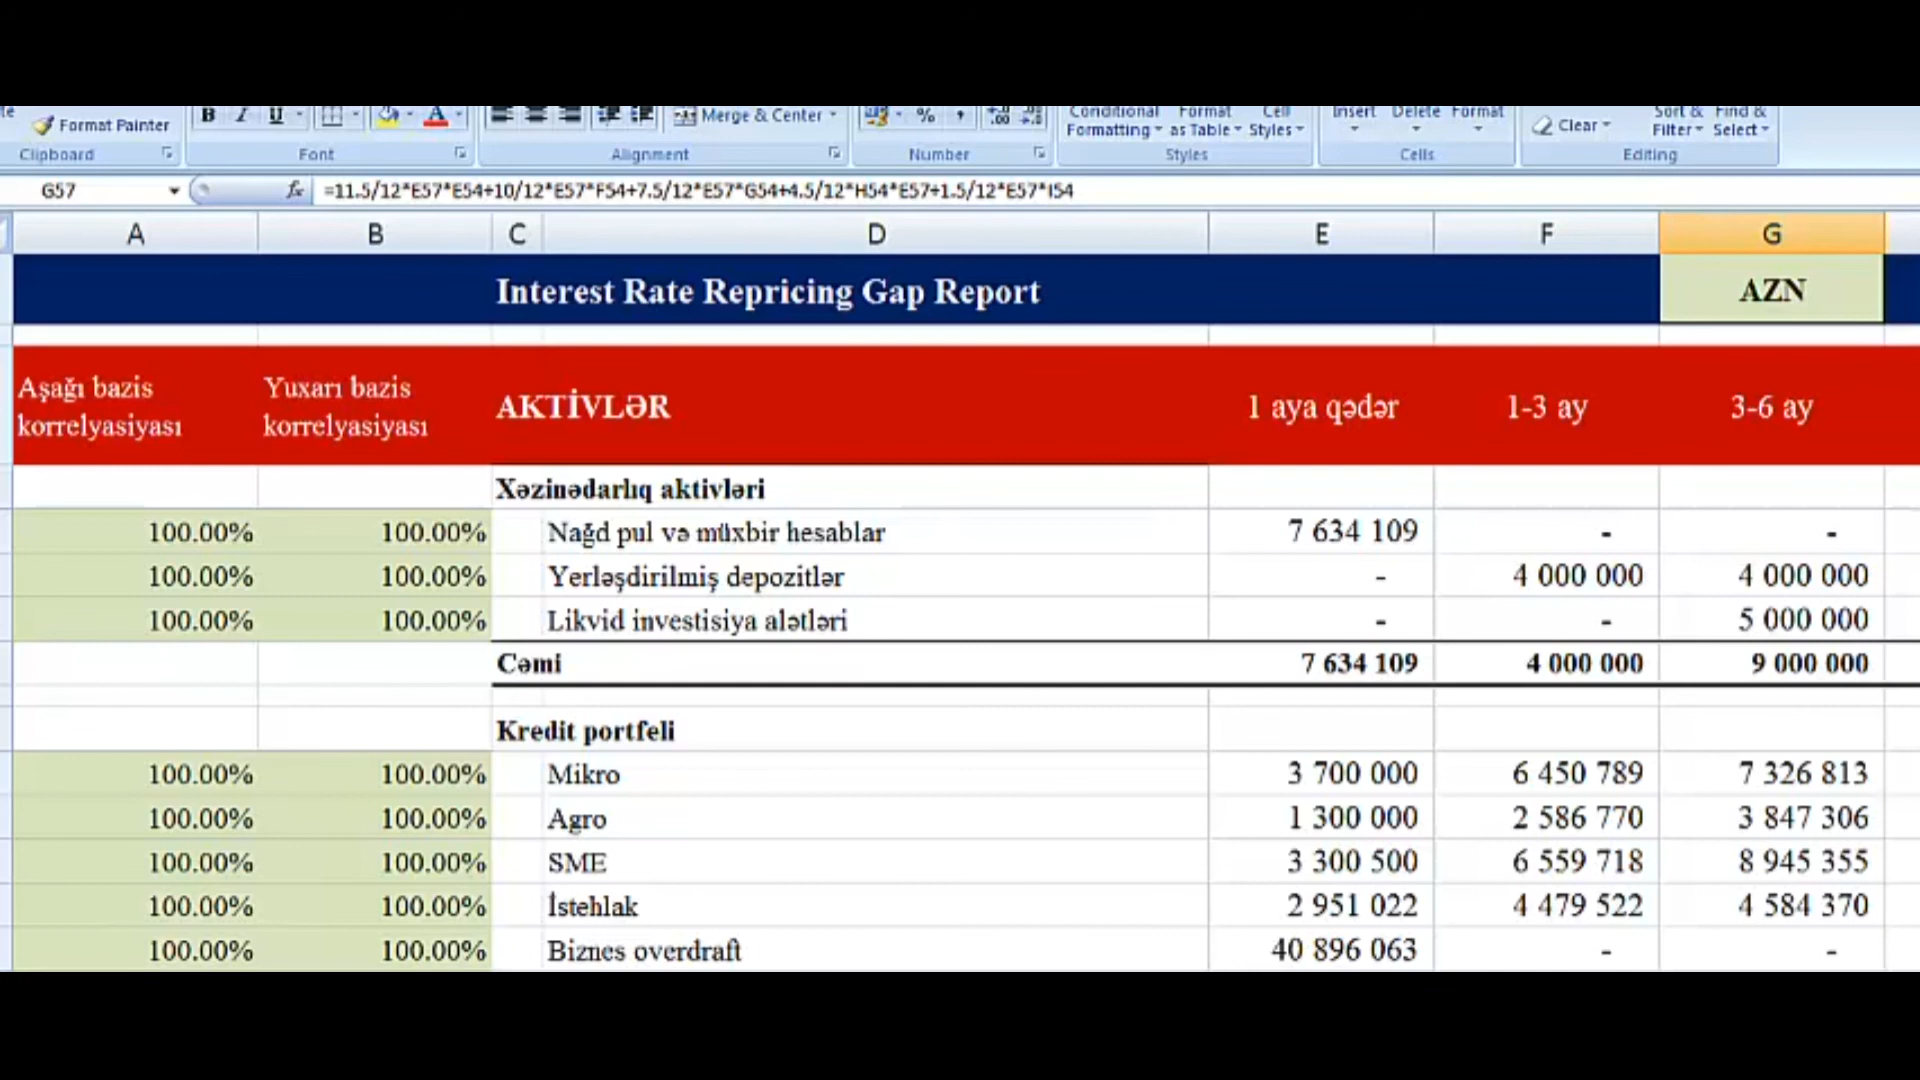 Format Painter B I U A Merge & Center % , Conditional Format Cell Insert Delete Format Clear Sort & Find &
Formatting as Table Styles Filter Select
Clipboard Font Alignment Number Styles Cells Editing
G57 fx =11.5/12*E57*E54+10/12*E57*F54+7.5/12*E57*G54+4.5/12*H54*E57+1.5/12*E57*I54
A B C D E F G
Interest Rate Repricing Gap Report AZN
Aşağı bazis korrelyasiyası Yuxarı bazis korrelyasiyası AKTİVLƏR 1 aya qədər 1-3 ay 3-6 ay
Xəzinədarlıq aktivləri
100.00% 100.00% Nağd pul və müxbir hesablar 7 634 109 - -
100.00% 100.00% Yerləşdirilmiş depozitlər - 4 000 000 4 000 000
100.00% 100.00% Likvid investisiya alətləri - - 5 000 000
Cəmi 7 634 109 4 000 000 9 000 000
Kredit portfeli
100.00% 100.00% Mikro 3 700 000 6 450 789 7 326 813
100.00% 100.00% Agro 1 300 000 2 586 770 3 847 306
100.00% 100.00% SME 3 300 500 6 559 718 8 945 355
100.00% 100.00% İstehlak 2 951 022 4 479 522 4 584 370
100.00% 100.00% Biznes overdraft 40 896 063 - -